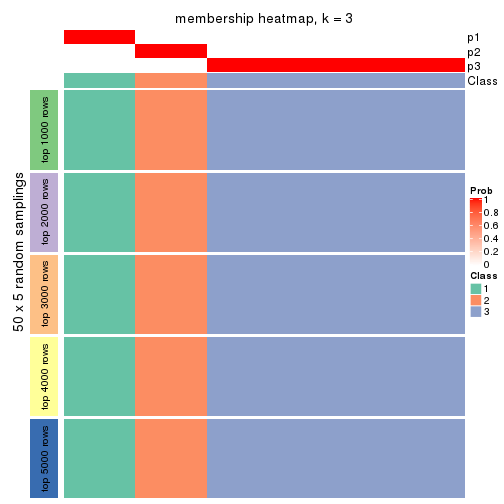 membership heatmap, k = 3
p1
p2
p3
Class
50 x 5 random samplings
top 1000 rows
top 2000 rows
top 3000 rows
top 4000 rows
top 5000 rows
Prob
1
0.8
0.6
0.4
0.2
0
Class
1
2
3